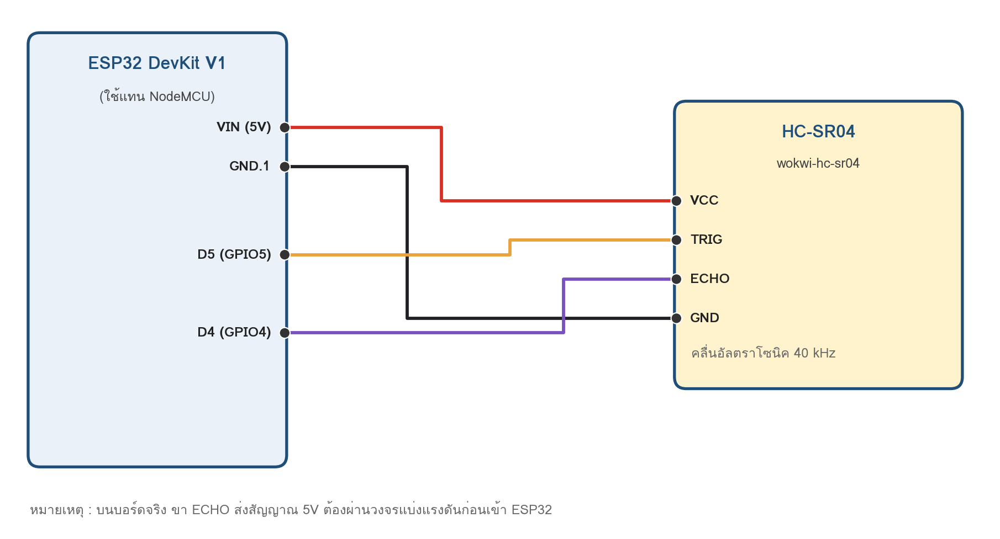 ESP32 DevKit V1
(ใช้แทน NodeMCU)
VIN (5V)
GND.1
D5 (GPIO5)
D4 (GPIO4)
HC-SR04
wokwi-hc-sr04
VCC
TRIG
ECHO
GND
คลื่นอัลตราโซนิค 40 kHz
หมายเหตุ : บนบอร์ดจริง ขา ECHO ส่งสัญญาณ 5V ต้องผ่านวงจรแบ่งแรงดันก่อนเข้า ESP32